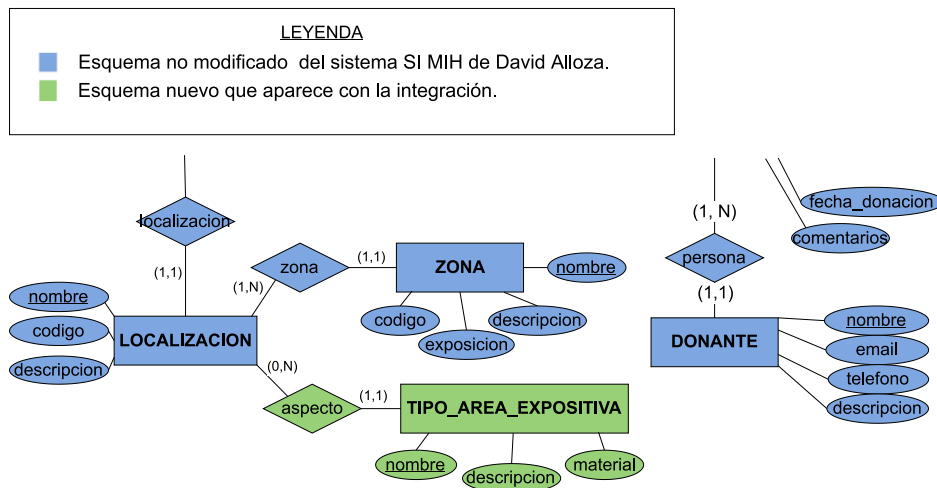 LEYENDA
Esquema no modificado del sistema SI MIH de David Alloza.
Esquema nuevo que aparece con la integración.
localizacion
(1,1)
nombre
codigo
descripcion
LOCALIZACION
(1,N)
zona
(1,1)
ZONA
nombre
codigo
exposicion
descripcion
(0,N)
aspecto
(1,1)
TIPO_AREA_EXPOSITIVA
nombre
descripcion
material
fecha_donacion
comentarios
(1, N)
persona
(1,1)
DONANTE
nombre
email
telefono
descripcion